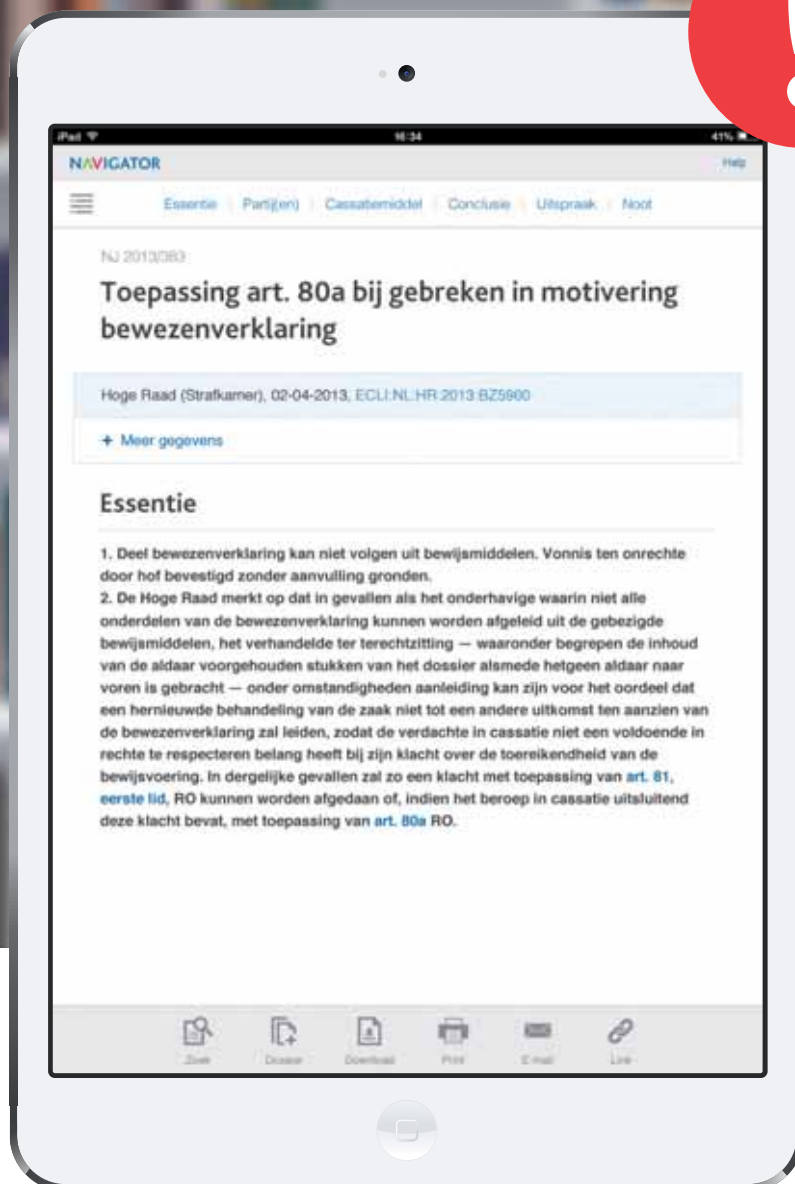 iPad 16:34 41%
NAVIGATOR Help
Essentie Partij(en) Cassatiemiddel Conclusie Uitspraak Noot
NJ 2013/383
Toepassing art. 80a bij gebreken in motivering
bewezenverklaring
Hoge Raad (Strafkamer), 02-04-2013, ECLI:NL:HR:2013:BZ5900
+ Meer gegevens
Essentie
1. Deel bewezenverklaring kan niet volgen uit bewijsmiddelen. Vonnis ten onrechte
door hof bevestigd zonder aanvulling gronden.
2. De Hoge Raad merkt op dat in gevallen als het onderhavige waarin niet alle
onderdelen van de bewezenverklaring kunnen worden afgeleid uit de gebezigde
bewijsmiddelen, het verhandelde ter terechtzitting — waaronder begrepen de inhoud
van de aldaar voorgehouden stukken van het dossier alsmede hetgeen aldaar naar
voren is gebracht — onder omstandigheden aanleiding kan zijn voor het oordeel dat
een hernieuwde behandeling van de zaak niet tot een andere uitkomst ten aanzien van
de bewezenverklaring zal leiden, zodat de verdachte in cassatie niet een voldoende in
rechte te respecteren belang heeft bij zijn klacht over de toereikendheid van de
bewijsvoering. In dergelijke gevallen zal zo een klacht met toepassing van art. 81,
eerste lid, RO kunnen worden afgedaan of, indien het beroep in cassatie uitsluitend
deze klacht bevat, met toepassing van art. 80a RO.
Zoek Dossier Download Print E-mail Link